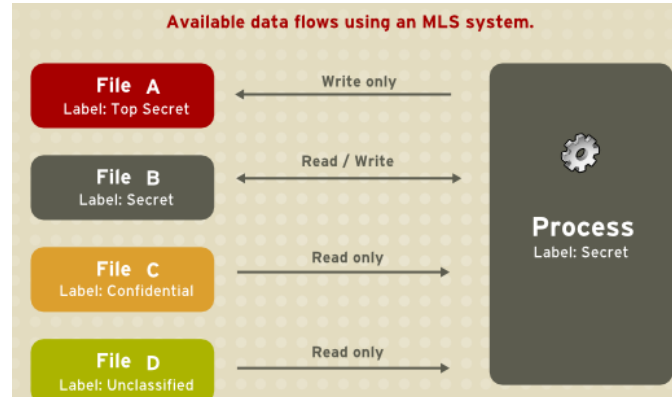 Available data flows using an MLS system.
File A
Label: Top Secret
Write only
File B
Label: Secret
Read / Write
File C
Label: Confidential
Read only
File D
Label: Unclassified
Read only
Process
Label: Secret